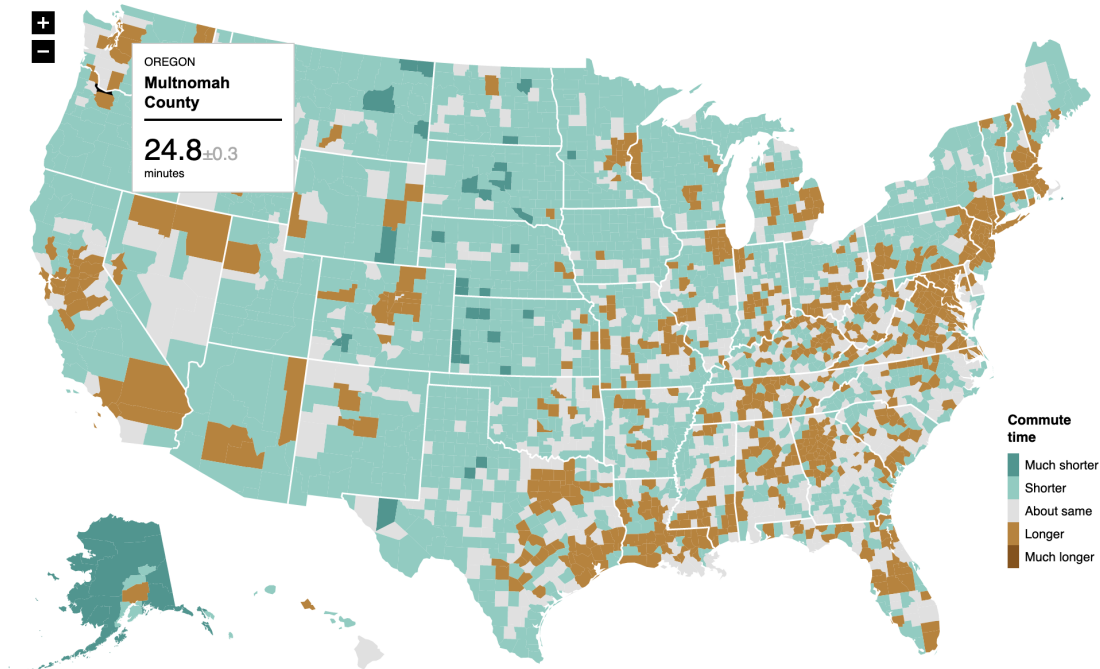 +
−
OREGON
Multnomah
County
24.8±0.3
minutes
Commute
time
Much shorter
Shorter
About same
Longer
Much longer